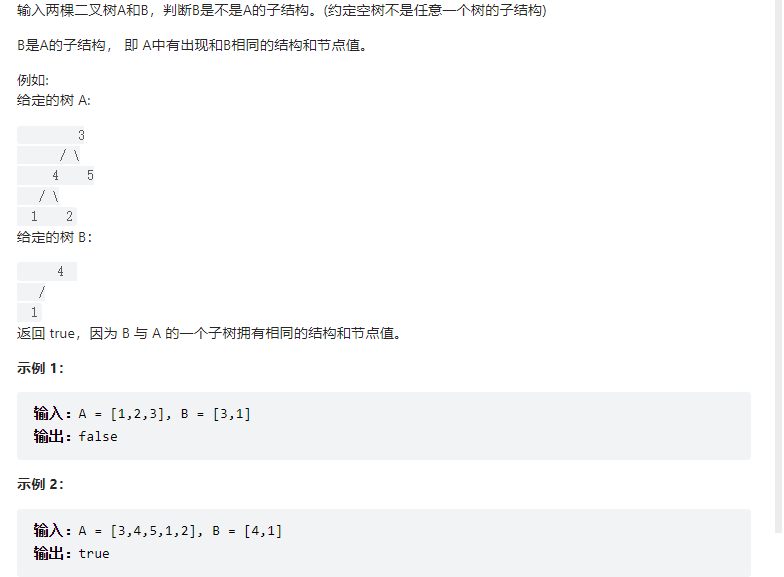 输入两棵二叉树A和B，判断B是不是A的子结构。(约定空树不是任意一个树的子结构)
B是A的子结构， 即 A中有出现和B相同的结构和节点值。
例如:
给定的树 A:
3
/ \
4 5
/ \
1 2
给定的树 B：
4
/
1
返回 true，因为 B 与 A 的一个子树拥有相同的结构和节点值。
示例 1：
输入：A = [1,2,3], B = [3,1]
输出：false
示例 2：
输入：A = [3,4,5,1,2], B = [4,1]
输出：true